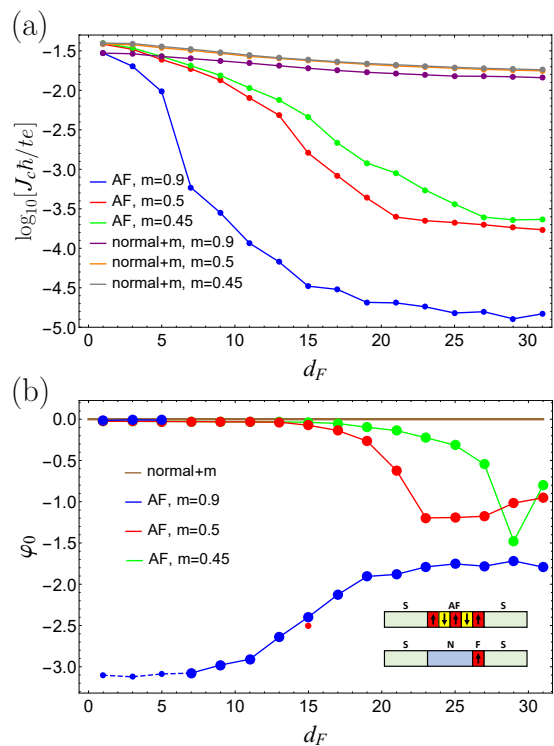 (a)
-1.5
-2.0
-2.5
-3.0
-3.5
-4.0
-4.5
-5.0
log₁₀[J_cħ/te]
AF, m=0.9
AF, m=0.5
AF, m=0.45
normal+m, m=0.9
normal+m, m=0.5
normal+m, m=0.45
0 5 10 15 20 25 30
d_F
(b)
0.0
-0.5
-1.0
-1.5
-2.0
-2.5
-3.0
φ₀
normal+m
AF, m=0.9
AF, m=0.5
AF, m=0.45
S AF S
S N F S
0 5 10 15 20 25 30
d_F